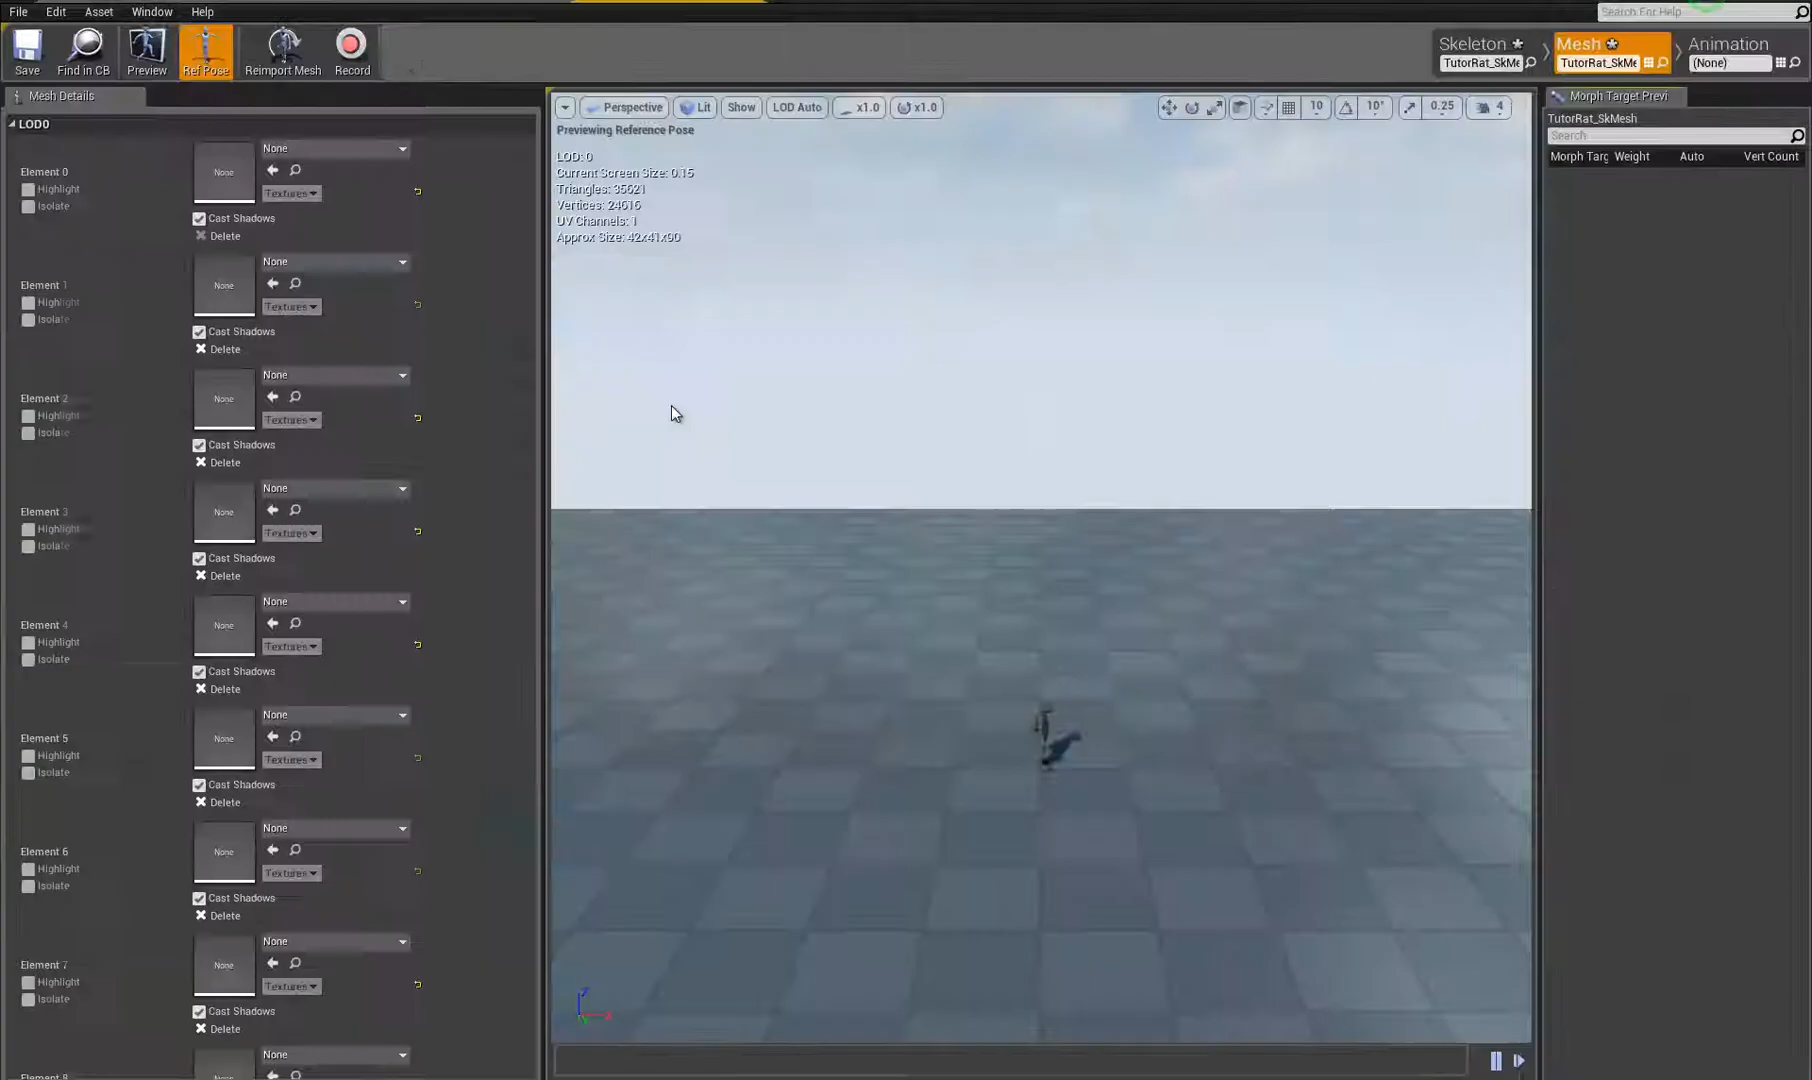 File Edit Asset Window Help
Search For Help
Save Find in CB Preview Ref Pose Reimport Mesh Record
Skeleton Mesh Animation
TutorRat_SkMe TutorRat_SkMe (None)
Mesh Details
Morph Target Previ
LOD0
Perspective Lit Show LOD Auto x1.0 x1.0 10 10° 0.25 4
Previewing Reference Pose
LOD: 0
Current Screen Size: 0.15
Triangles: 35621
Vertices: 24616
UV Channels: 1
Approx Size: 42x41x90
TutorRat_SkMesh
Search
Morph Targ Weight Auto Vert Count
Element 0
Highlight
Isolate
None
None
Textures
Cast Shadows
Delete
Element 1
Highlight
Isolate
None
None
Textures
Cast Shadows
Delete
Element 2
Highlight
Isolate
None
None
Textures
Cast Shadows
Delete
Element 3
Highlight
Isolate
None
None
Textures
Cast Shadows
Delete
Element 4
Highlight
Isolate
None
None
Textures
Cast Shadows
Delete
Element 5
Highlight
Isolate
None
None
Textures
Cast Shadows
Delete
Element 6
Highlight
Isolate
None
None
Textures
Cast Shadows
Delete
Element 7
Highlight
Isolate
None
None
Textures
Cast Shadows
Delete
Element 8
None
None
Z
X